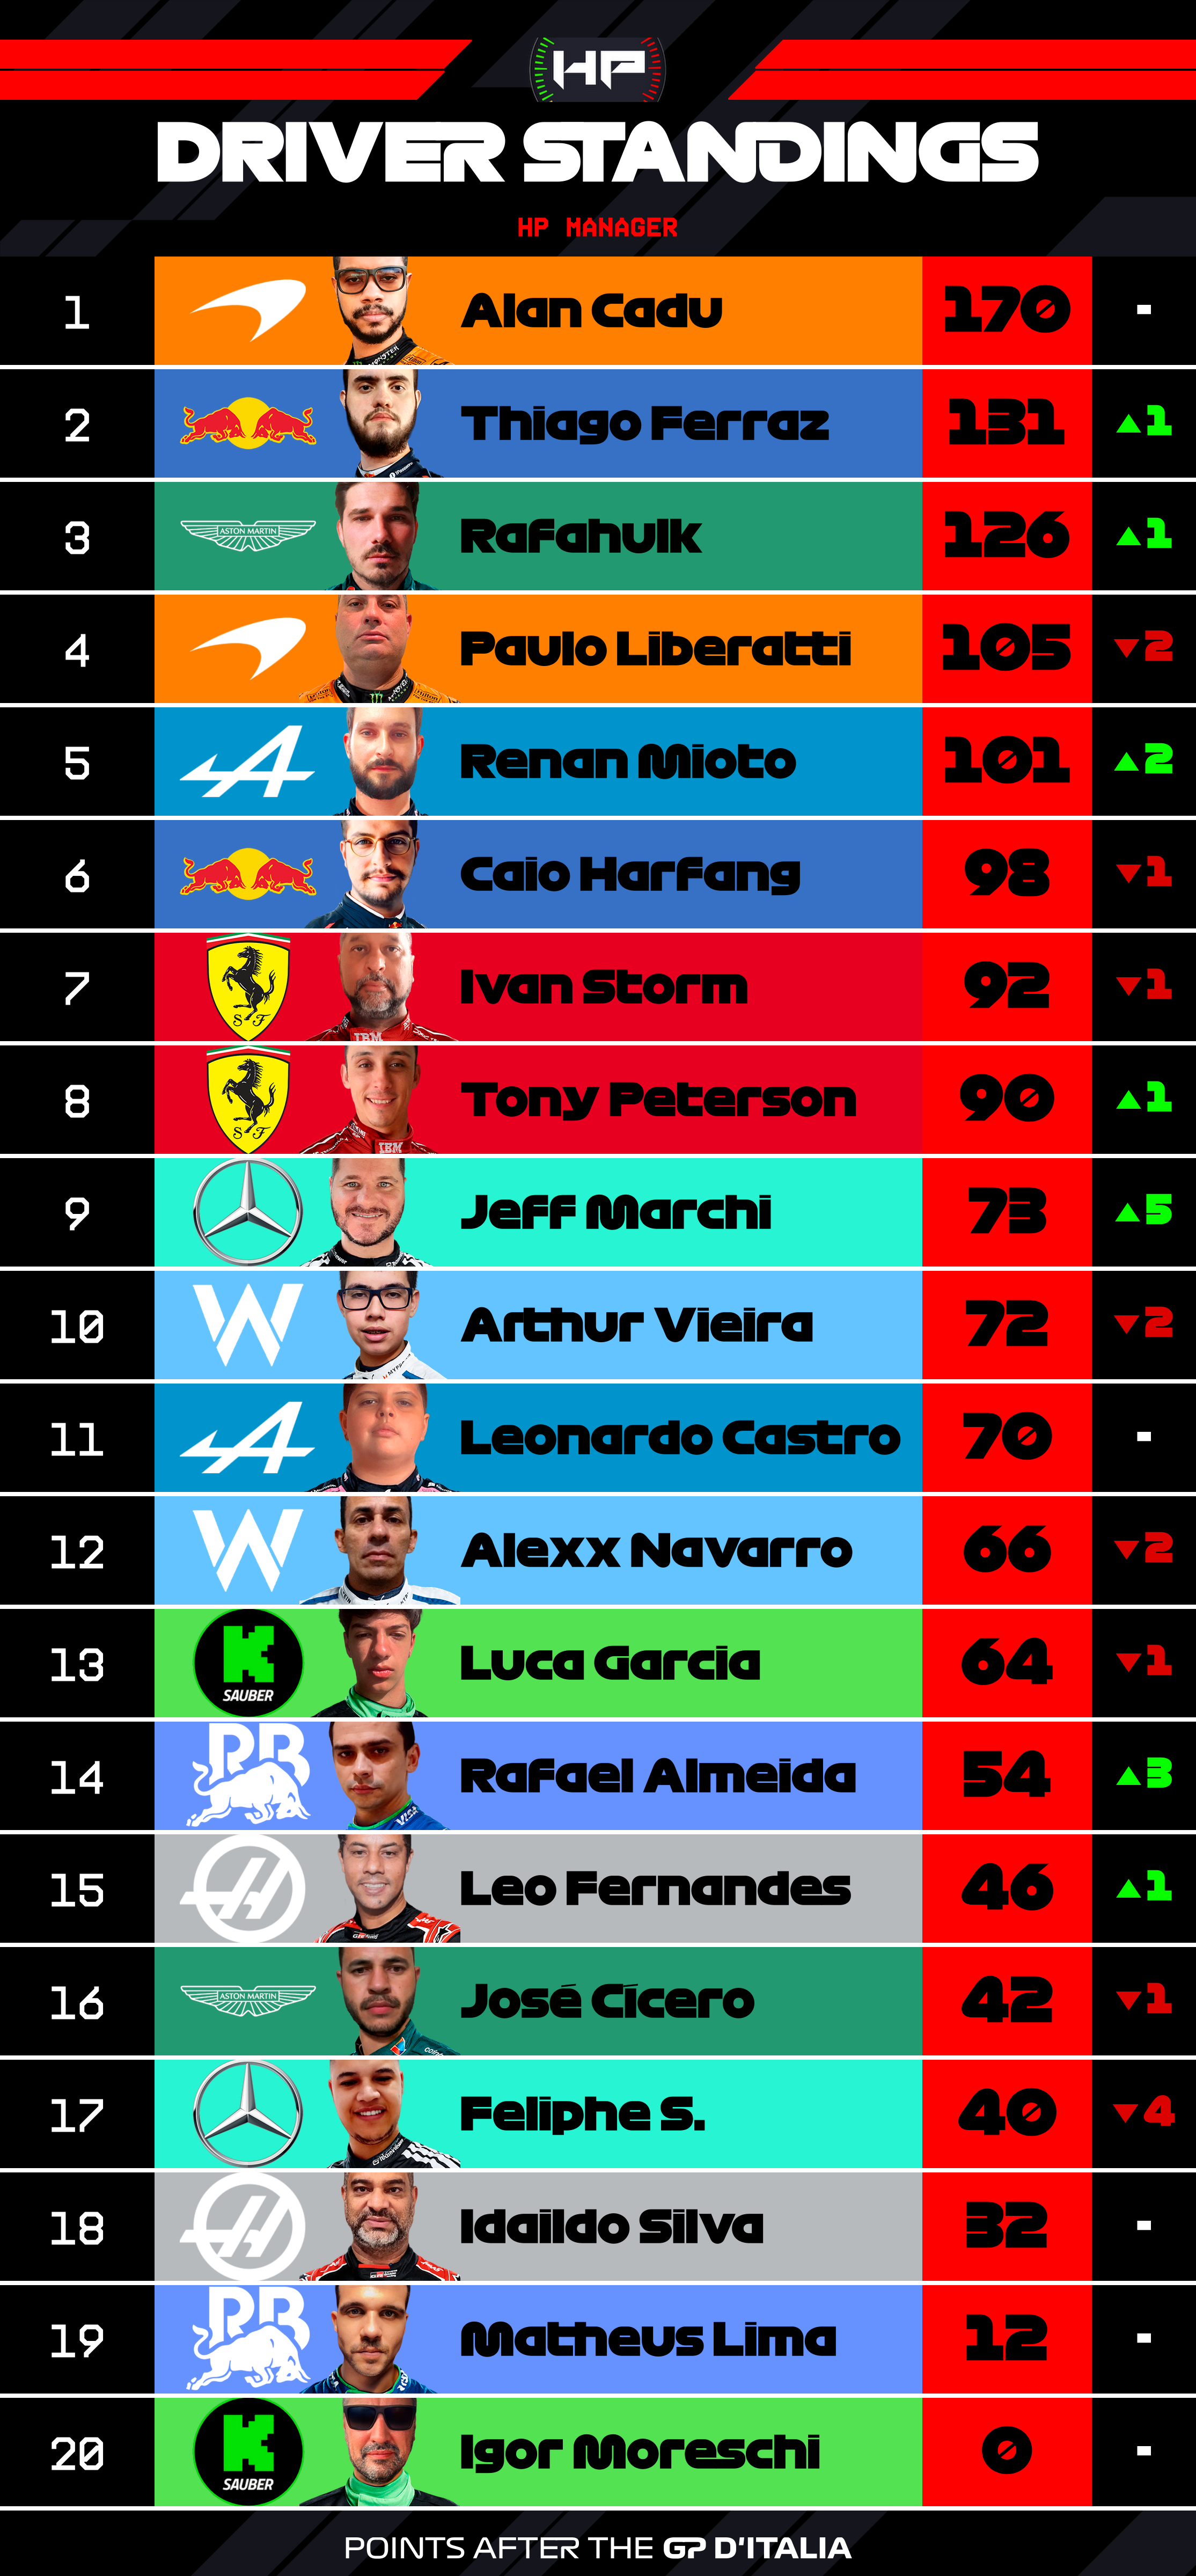 HP
DRIVER STANDINGS
HP MANAGER
1 Alan Cadu 170 -
2 Thiago Ferraz 131 ▲1
3 ASTON MARTIN Rafahulk 126 ▲1
4 Paulo Liberatti 105 ▼2
5 Renan Mioto 101 ▲2
6 Caio Harfang 98 ▼1
7 S F IBM Ivan Storm 92 ▼1
8 S F IBM Tony Peterson 90 ▲1
9 Jeff Marchi 73 ▲5
10 W Arthur Vieira 72 ▼2
11 Leonardo Castro 70 -
12 W Alexx Navarro 66 ▼2
13 K SAUBER Luca Garcia 64 ▼1
14 RB VISA Rafael Almeida 54 ▲3
15 Leo Fernandes 46 ▲1
16 ASTON MARTIN José Cícero 42 ▼1
17 Feliphe S. 40 ▼4
18 Idaildo Silva 32 -
19 RB Matheus Lima 12 -
20 K SAUBER Igor Moreschi 0 -
POINTS AFTER THE GP D'ITALIA